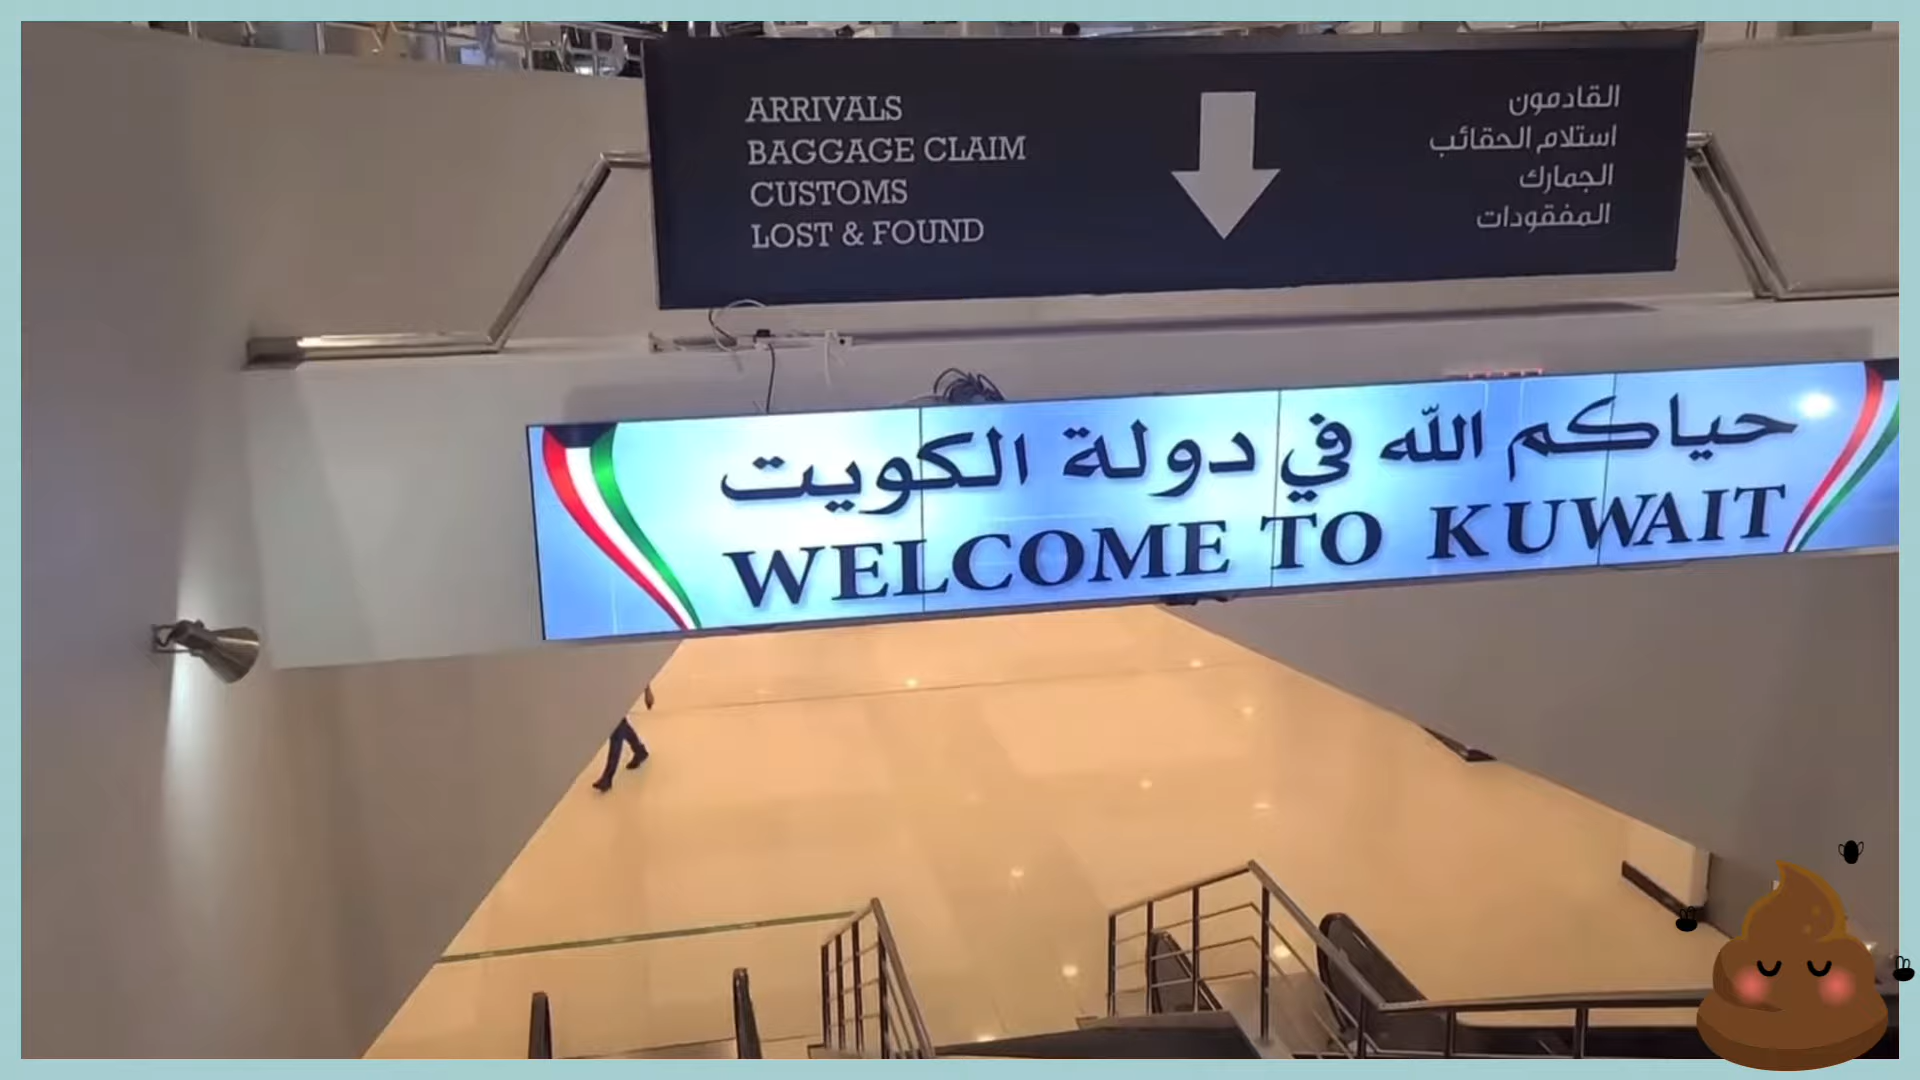 ARRIVALS
BAGGAGE CLAIM
CUSTOMS
LOST & FOUND
القادمون
استلام الحقائب
الجمارك
المفقودات
حياكم الله في دولة الكويت
WELCOME TO KUWAIT